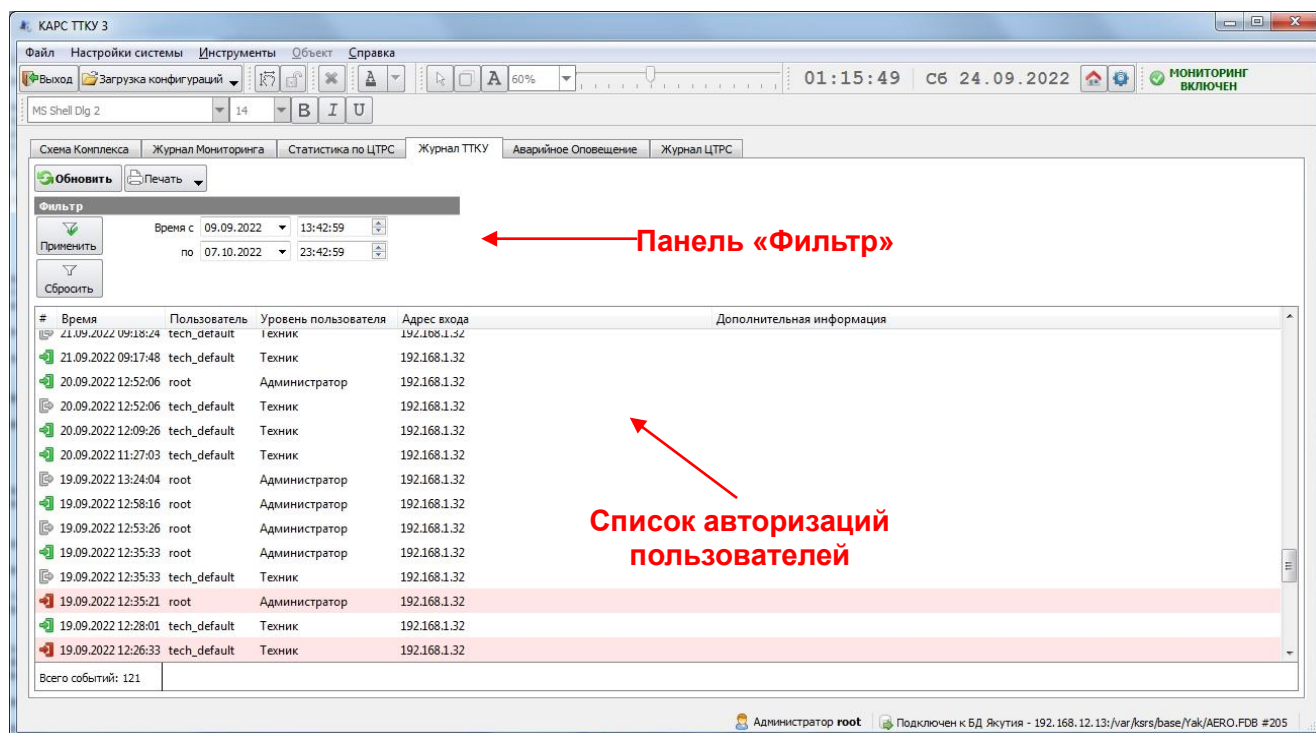 КАРС ТТКУ 3
Файл Настройки системы Инструменты Объект Справка
Выход Загрузка конфигураций А А 60% 01:15:49 Сб 24.09.2022 МОНИТОРИНГ
ВКЛЮЧЕН
MS Shell Dlg 2 14 B I U
Схема Комплекса Журнал Мониторинга Статистика по ЦТРС Журнал ТТКУ Аварийное Оповещение Журнал ЦТРС
Обновить Печать
Фильтр
Применить Время с 09.09.2022 13:42:59
по 07.10.2022 23:42:59
Сбросить
Панель «Фильтр»
# Время Пользователь Уровень пользователя Адрес входа Дополнительная информация
21.09.2022 09:18:24 tech_default Техник 192.168.1.32
21.09.2022 09:17:48 tech_default Техник 192.168.1.32
20.09.2022 12:52:06 root Администратор 192.168.1.32
20.09.2022 12:52:06 tech_default Техник 192.168.1.32
20.09.2022 12:09:26 tech_default Техник 192.168.1.32
20.09.2022 11:27:03 tech_default Техник 192.168.1.32
19.09.2022 13:24:04 root Администратор 192.168.1.32
19.09.2022 12:58:16 root Администратор 192.168.1.32
19.09.2022 12:53:26 root Администратор 192.168.1.32
19.09.2022 12:35:33 root Администратор 192.168.1.32
19.09.2022 12:35:33 tech_default Техник 192.168.1.32
19.09.2022 12:35:21 root Администратор 192.168.1.32
19.09.2022 12:28:01 tech_default Техник 192.168.1.32
19.09.2022 12:26:33 tech_default Техник 192.168.1.32
Список авторизаций
пользователей
Всего событий: 121
Администратор root Подключен к БД Якутия - 192.168.12.13:/var/ksrs/base/Yak/AERO.FDB #205